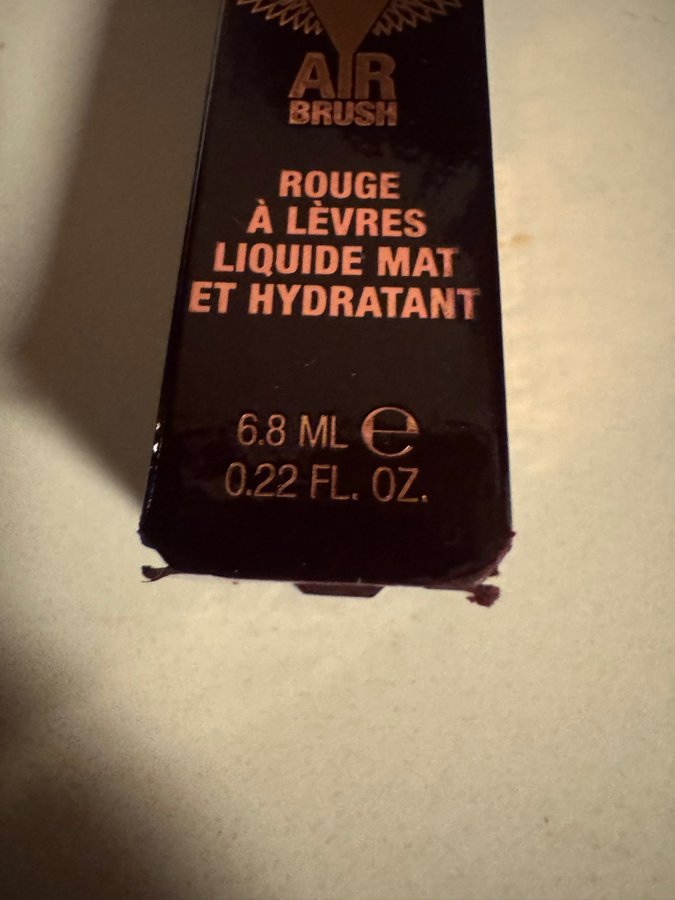 AIR
BRUSH
ROUGE
À LÈVRES
LIQUIDE MAT
ET HYDRATANT
6.8 ML ℮
0.22 FL. OZ.